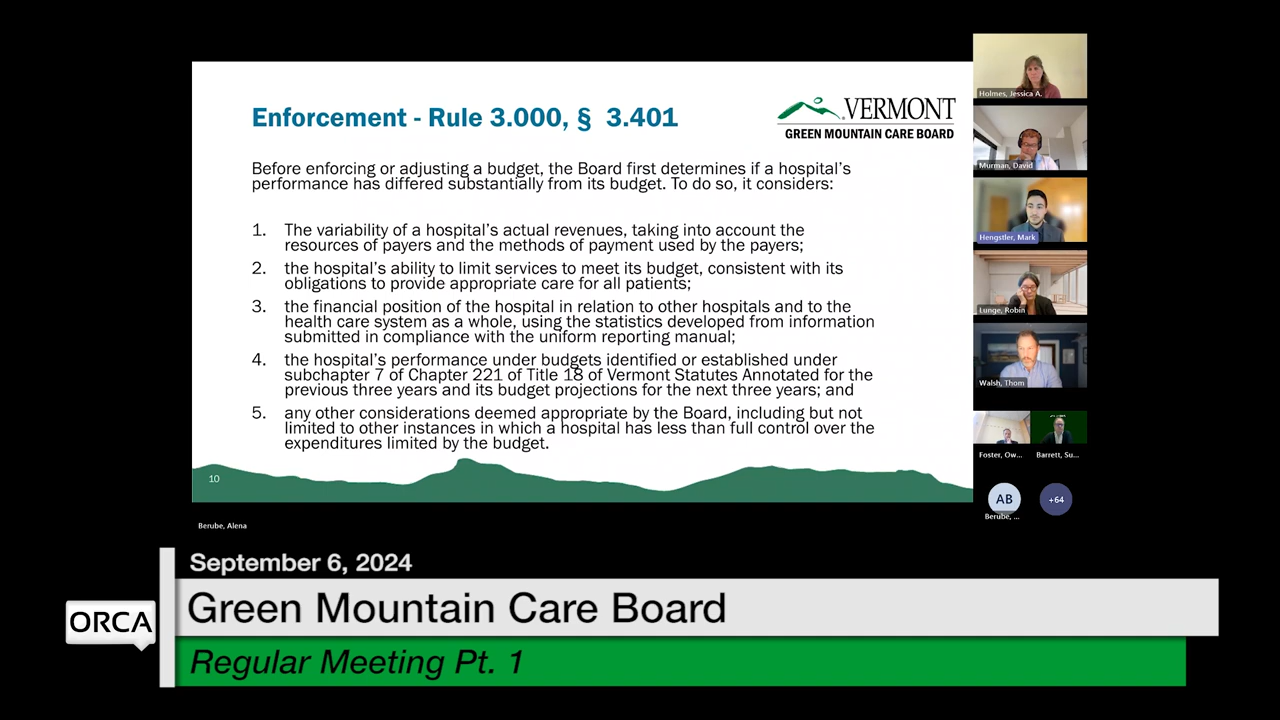 Enforcement - Rule 3.000, § 3.401
VERMONT
GREEN MOUNTAIN CARE BOARD
Before enforcing or adjusting a budget, the Board first determines if a hospital's
performance has differed substantially from its budget. To do so, it considers:
1. The variability of a hospital's actual revenues, taking into account the
resources of payers and the methods of payment used by the payers;
2. the hospital's ability to limit services to meet its budget, consistent with its
obligations to provide appropriate care for all patients;
3. the financial position of the hospital in relation to other hospitals and to the
health care system as a whole, using the statistics developed from information
submitted in compliance with the uniform reporting manual;
4. the hospital's performance under budgets identified or established under
subchapter 7 of Chapter 221 of Title 18 of Vermont Statutes Annotated for the
previous three years and its budget projections for the next three years; and
5. any other considerations deemed appropriate by the Board, including but not
limited to other instances in which a hospital has less than full control over the
expenditures limited by the budget.
10
Holmes, Jessica A.
Murman, David
Hengstler, Mark
Lunge, Robin
Walsh, Thom
Foster, Ow...
Barrett, Su...
AB
+64
Berube, ...
Berube, Alena
September 6, 2024
ORCA
Green Mountain Care Board
Regular Meeting Pt. 1